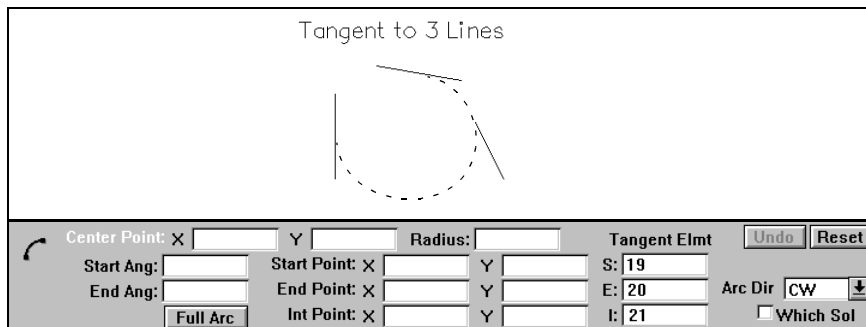 Tangent to 3 Lines
Center Point: X Y Radius: Tangent Elmt Undo Reset
Start Ang: Start Point: X Y S: 19
End Ang: End Point: X Y E: 20 Arc Dir CW
Full Arc Int Point: X Y I: 21 Which Sol